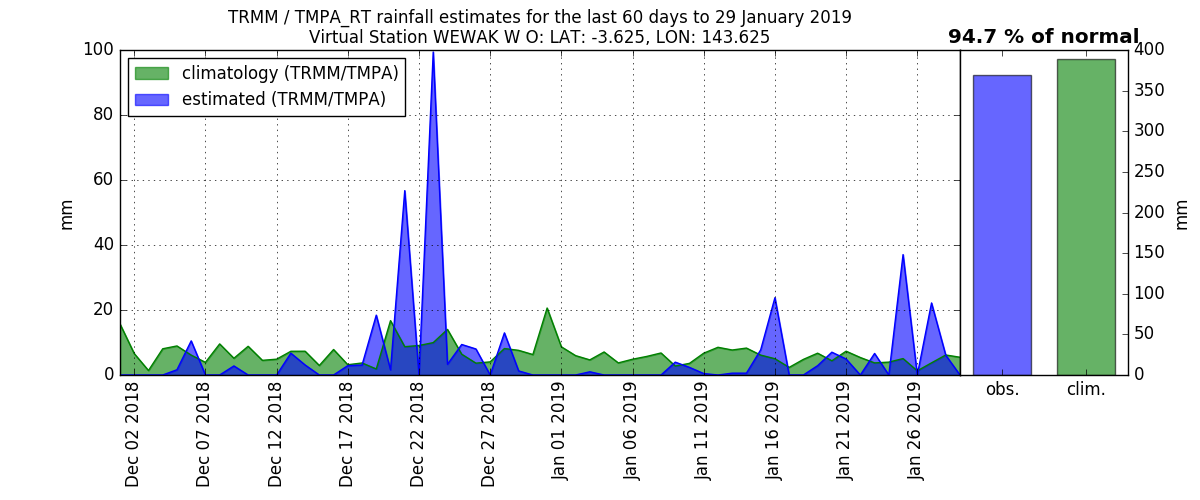 TRMM / TMPA_RT rainfall estimates for the last 60 days to 29 January 2019
Virtual Station WEWAK W O: LAT: -3.625, LON: 143.625
94.7 % of normal
climatology (TRMM/TMPA)
estimated (TRMM/TMPA)
100
80
60
40
20
0
mm
400
350
300
250
200
150
100
50
0
mm
Dec 02 2018
Dec 07 2018
Dec 12 2018
Dec 17 2018
Dec 22 2018
Dec 27 2018
Jan 01 2019
Jan 06 2019
Jan 11 2019
Jan 16 2019
Jan 21 2019
Jan 26 2019
obs.
clim.